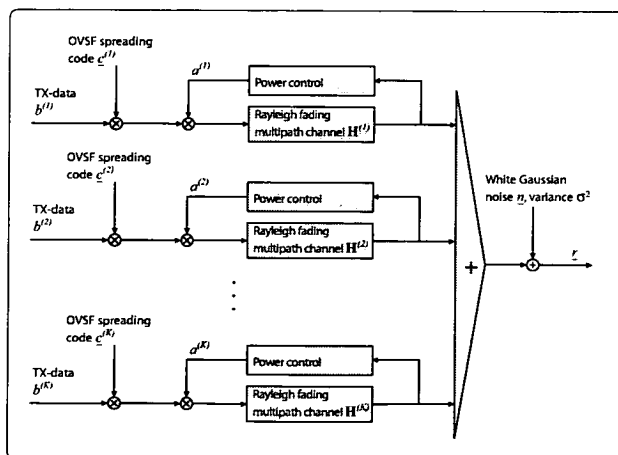 OVSF spreading
code c^(1)
TX-data
b^(1)
a^(1)
Power control
Rayleigh fading
multipath channel H^(1)
OVSF spreading
code c^(2)
TX-data
b^(2)
a^(2)
Power control
Rayleigh fading
multipath channel H^(2)
White Gaussian
noise n, variance σ²
+
+
r
OVSF spreading
code c^(K)
TX-data
b^(K)
a^(K)
Power control
Rayleigh fading
multipath channel H^(K)